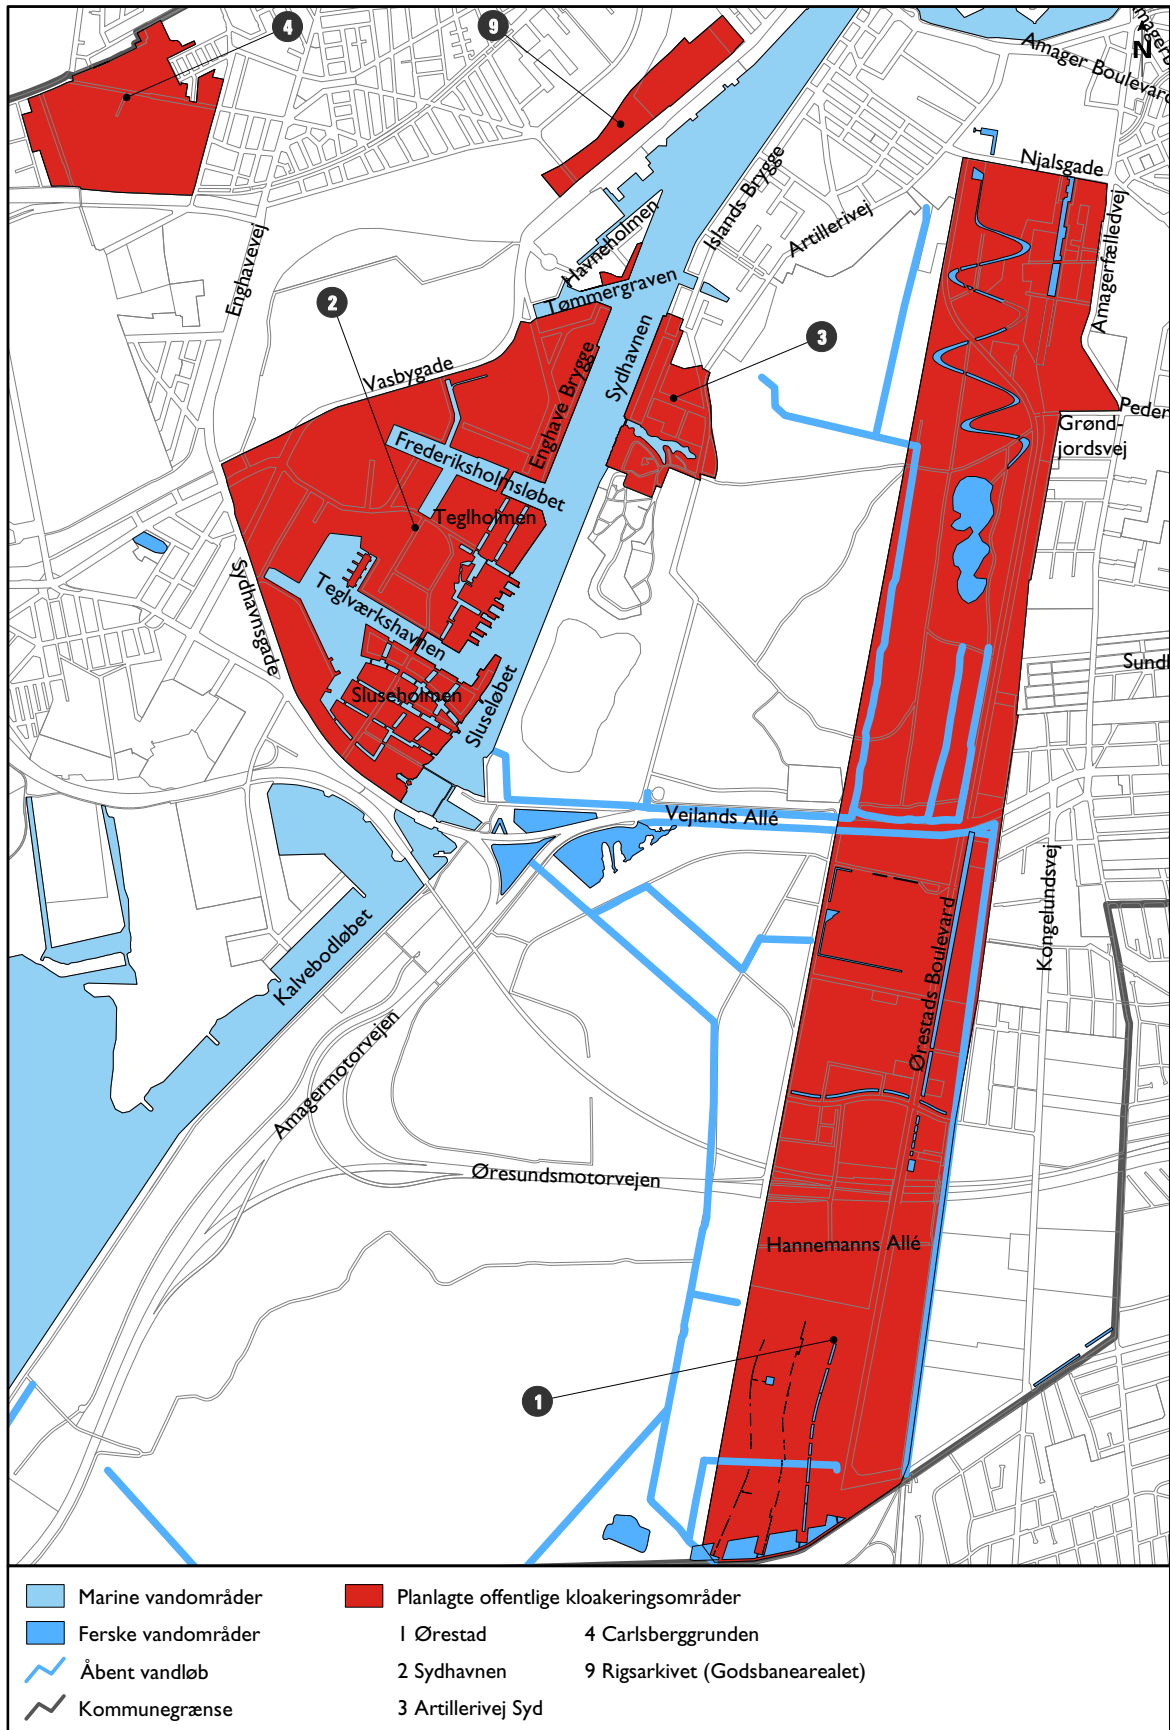 4
9
Amager Boulevard
N
Njalsgade
Islands Brygge
Artillerivej
Amagerfælledvej
Enghavevej
Havneholmen
Tømmergraven
2
3
Sydhavnen
Vasbygade
Enghave Brygge
Peder
Grønd-
jordsvej
Frederiksholmsløbet
Teglholmen
Sydhavnsgade
Teglværkshavnen
Sluseholmen
Sluseløbet
Sundh
Vejlands Allé
Kongelundsvej
Ørestads Boulevard
Kalvebodløbet
Amagermotorvejen
Øresundsmotorvejen
Hannemanns Allé
1
Marine vandområder
Ferske vandområder
Åbent vandløb
Kommunegrænse
Planlagte offentlige kloakeringsområder
1 Ørestad
2 Sydhavnen
3 Artillerivej Syd
4 Carlsberggrunden
9 Rigsarkivet (Godsbanearealet)